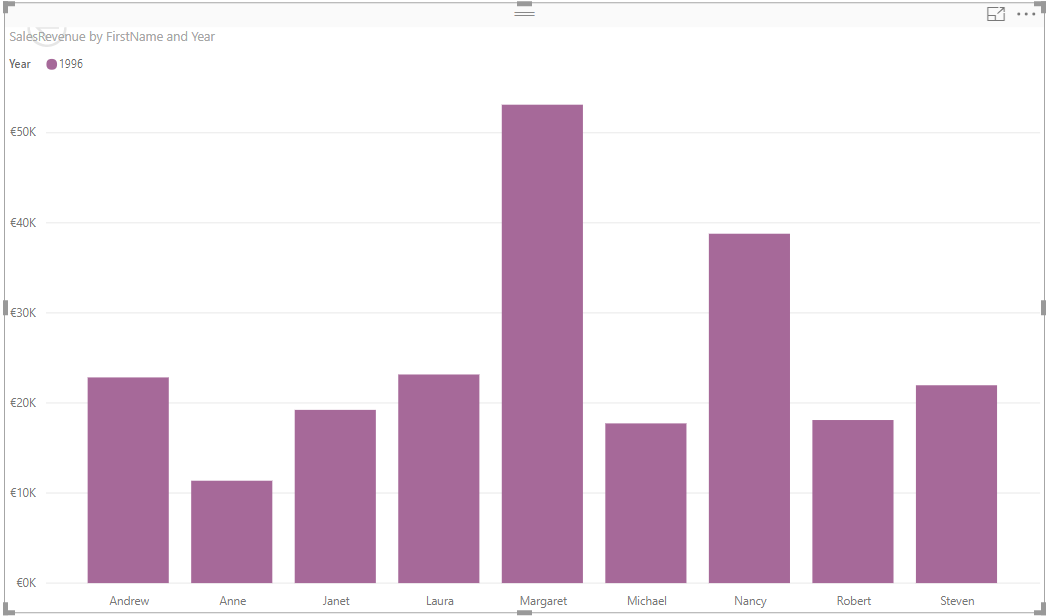 SalesRevenue by FirstName and Year
Year 1996
€50K
€40K
€30K
€20K
€10K
€0K
Andrew Anne Janet Laura Margaret Michael Nancy Robert Steven